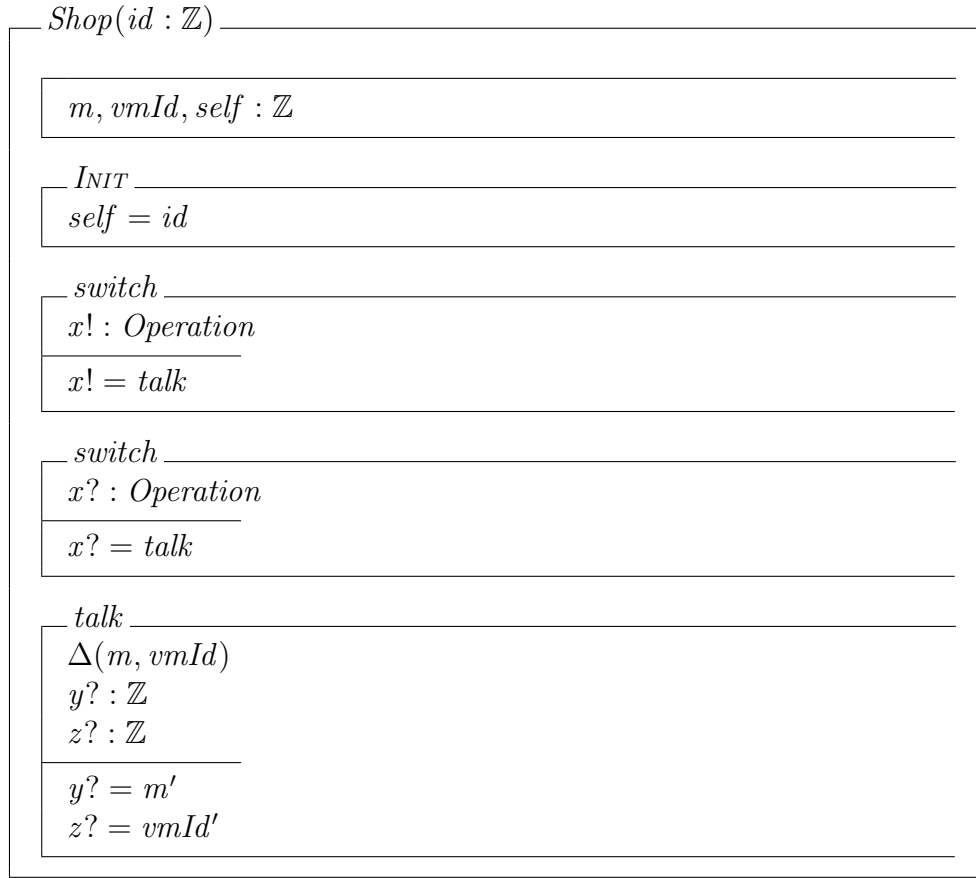 Shop(id : ℤ)
m, vmId, self : ℤ
INIT
self = id
switch
x! : Operation
x! = talk
switch
x? : Operation
x? = talk
talk
Δ(m, vmId)
y? : ℤ
z? : ℤ
y? = m′
z? = vmId′